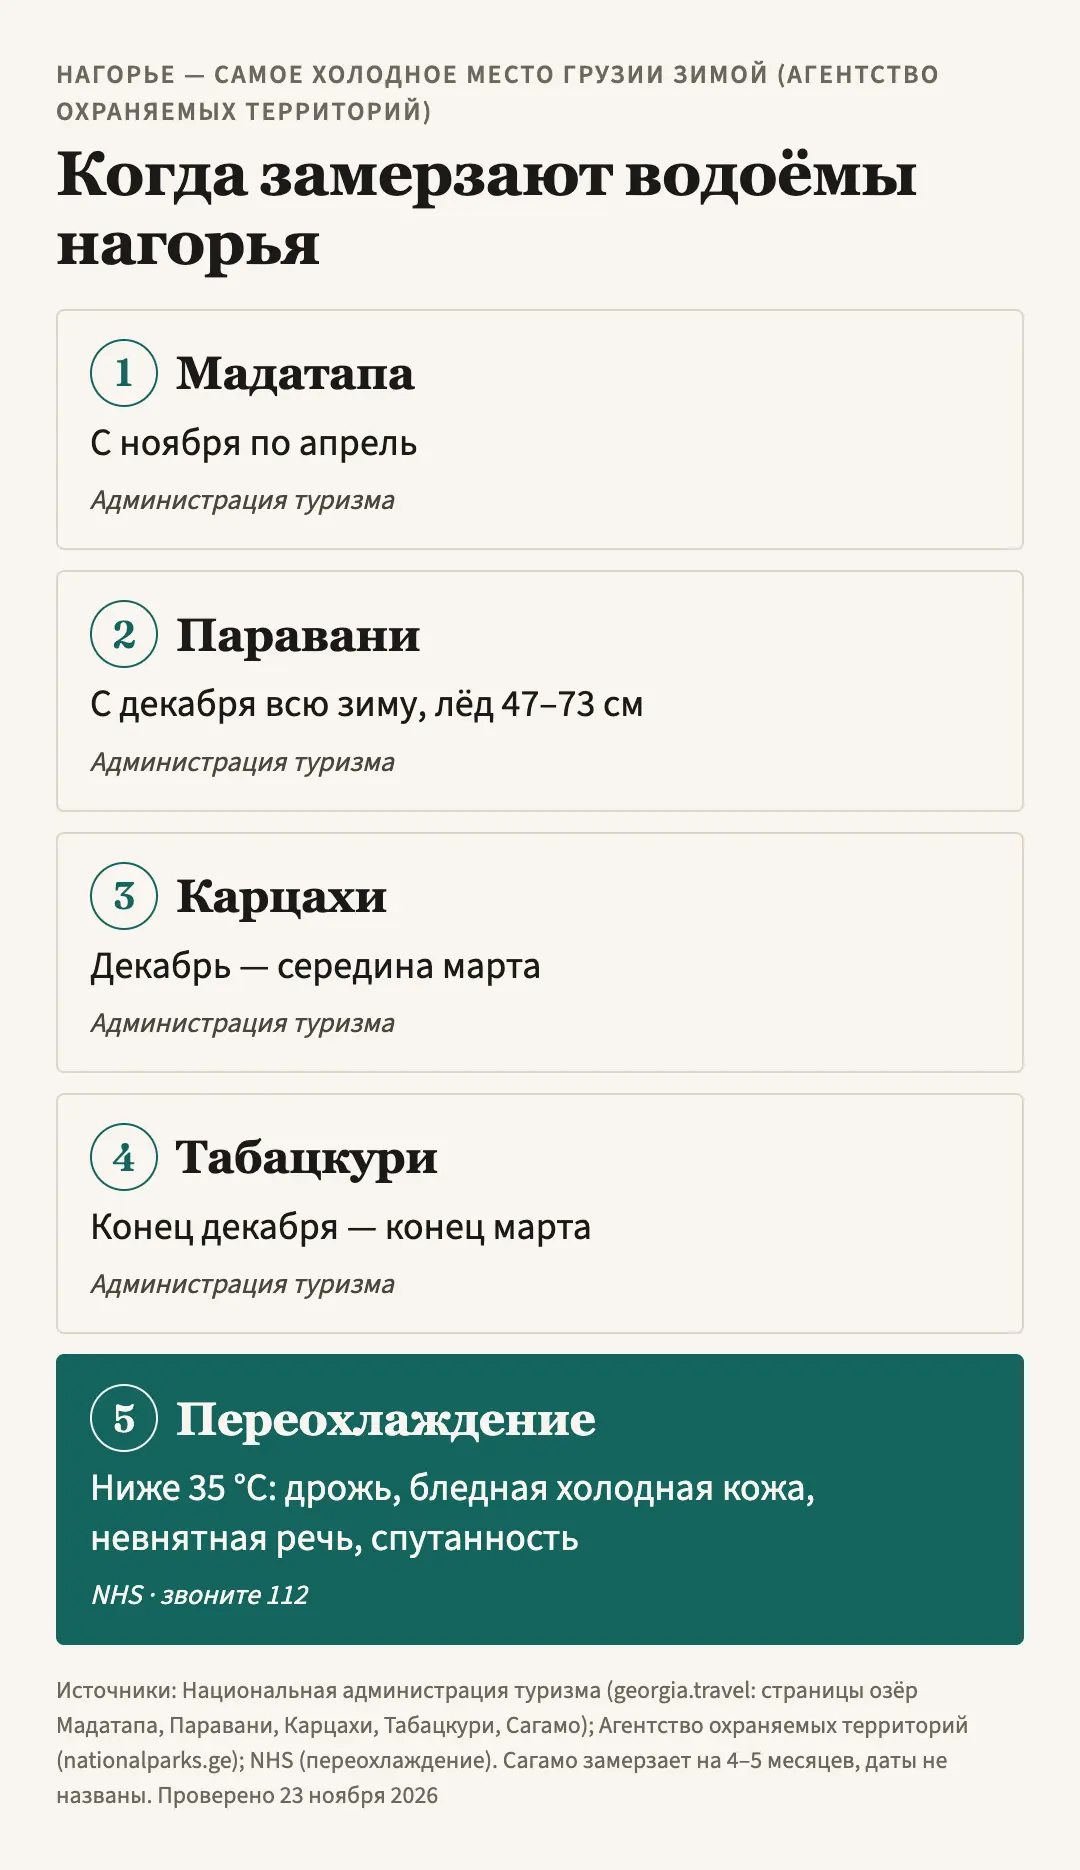 НАГОРЬЕ — САМОЕ ХОЛОДНОЕ МЕСТО ГРУЗИИ ЗИМОЙ (АГЕНТСТВО
ОХРАНЯЕМЫХ ТЕРРИТОРИЙ)
Когда замерзают водоёмы
нагорья
1 Мадатапа
С ноября по апрель
Администрация туризма
2 Паравани
С декабря всю зиму, лёд 47–73 см
Администрация туризма
3 Карцахи
Декабрь — середина марта
Администрация туризма
4 Табацкури
Конец декабря — конец марта
Администрация туризма
5 Переохлаждение
Ниже 35 °C: дрожь, бледная холодная кожа,
невнятная речь, спутанность
NHS · звоните 112
Источники: Национальная администрация туризма (georgia.travel: страницы озёр
Мадатапа, Паравани, Карцахи, Табацкури, Сагамо); Агентство охраняемых территорий
(nationalparks.ge); NHS (переохлаждение). Сагамо замерзает на 4–5 месяцев, даты не
названы. Проверено 23 ноября 2026